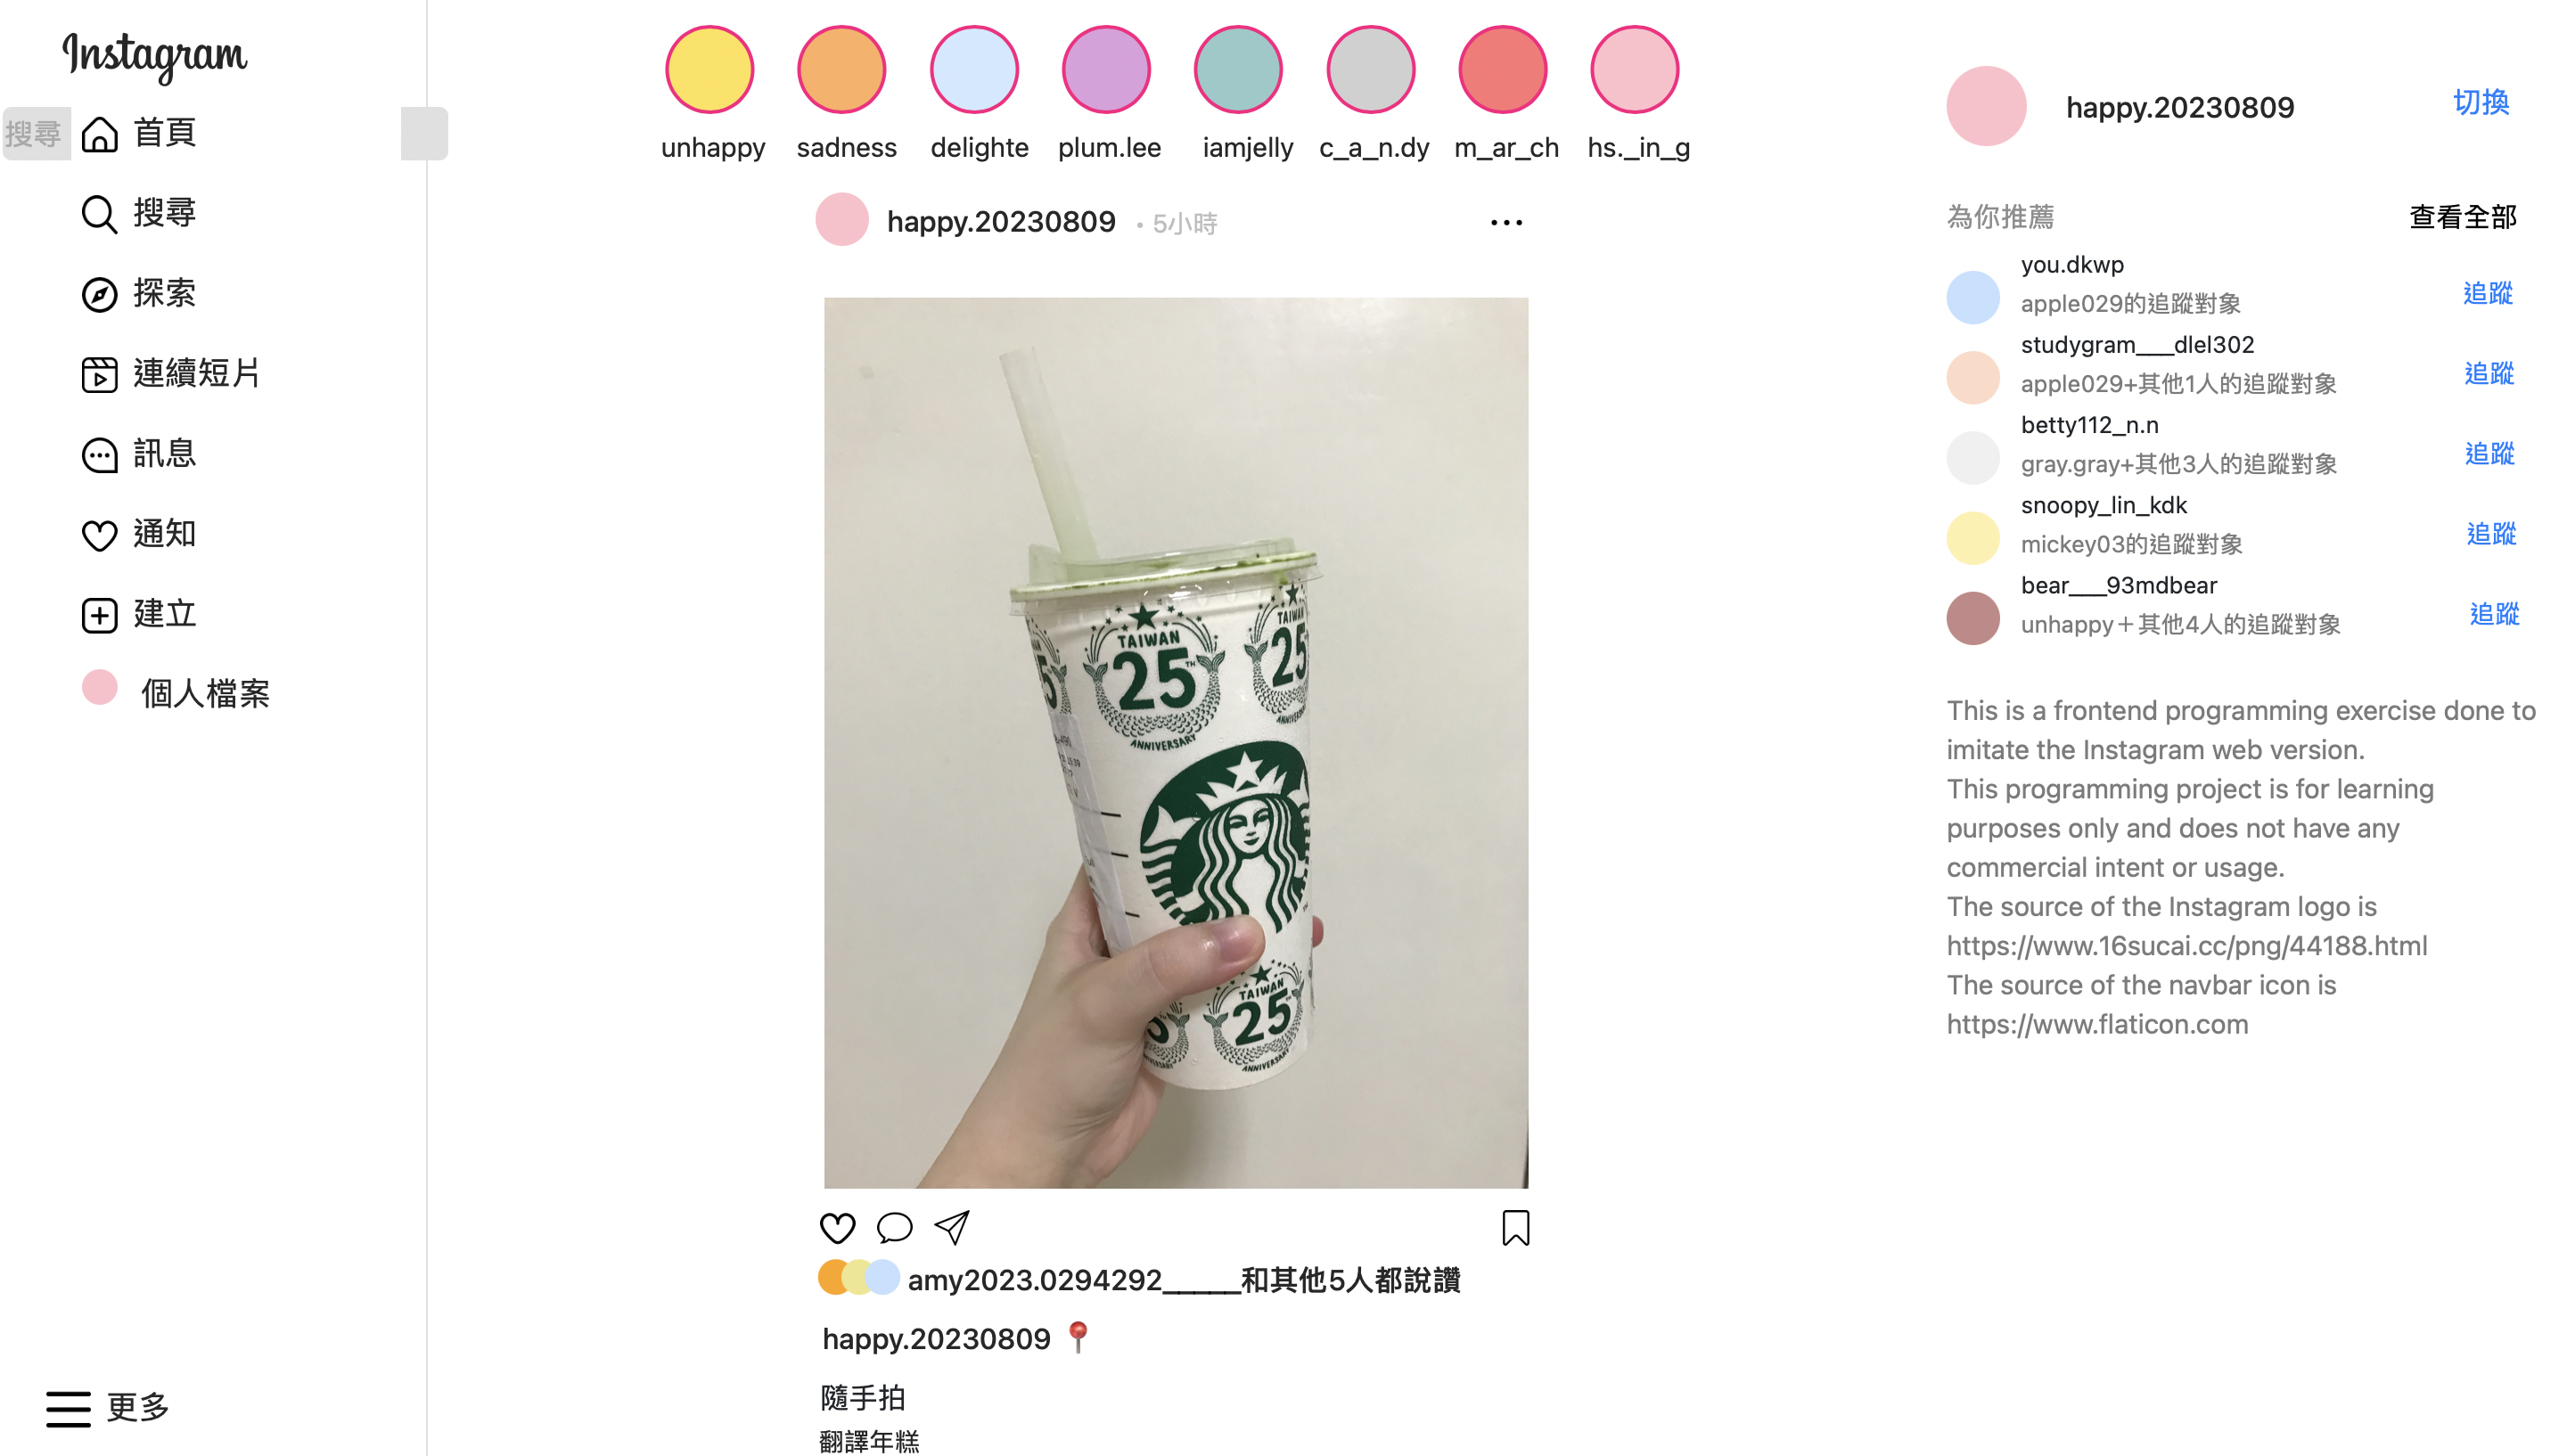 Instagram
搜尋
首頁
搜尋
探索
連續短片
訊息
通知
建立
個人檔案
更多
unhappy
sadness
delighte
plum.lee
iamjelly
c_a_n.dy
m_ar_ch
hs._in_g
happy.20230809 • 5小時
TAIWAN
25TH
ANNIVERSARY
TAIWAN
25
TAIWAN
25
ANNIVERSARY
amy2023.0294292_____和其他5人都說讚
happy.20230809 📍
隨手拍
翻譯年糕
happy.20230809
切換
為你推薦
查看全部
you.dkwp
apple029的追蹤對象
追蹤
studygram___dlel302
apple029+其他1人的追蹤對象
追蹤
betty112_n.n
gray.gray+其他3人的追蹤對象
追蹤
snoopy_lin_kdk
mickey03的追蹤對象
追蹤
bear___93mdbear
unhappy＋其他4人的追蹤對象
追蹤
This is a frontend programming exercise done to
imitate the Instagram web version.
This programming project is for learning
purposes only and does not have any
commercial intent or usage.
The source of the Instagram logo is
https://www.16sucai.cc/png/44188.html
The source of the navbar icon is
https://www.flaticon.com